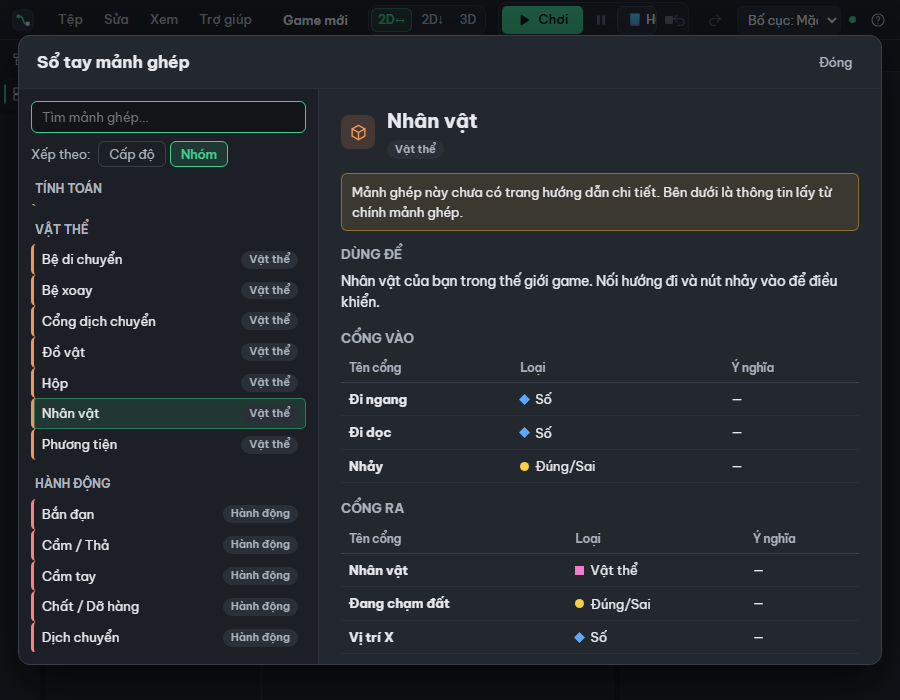 Tệp Sửa Xem Trợ giúp Game mới 2D↔ 2D↓ 3D Chơi Bố cục:
Sổ tay mảnh ghép Đóng
Tìm mảnh ghép...
Xếp theo: Cấp độ Nhóm
TÍNH TOÁN
VẬT THỂ
Bệ di chuyển Vật thể
Bệ xoay Vật thể
Cổng dịch chuyển Vật thể
Đồ vật Vật thể
Hộp Vật thể
Nhân vật Vật thể
Phương tiện Vật thể
HÀNH ĐỘNG
Bắn đạn Hành động
Cầm / Thả Hành động
Cầm tay Hành động
Chất / Dỡ hàng Hành động
Dịch chuyển Hành động
Nhân vật
Vật thể
Mảnh ghép này chưa có trang hướng dẫn chi tiết. Bên dưới là thông tin lấy từ
chính mảnh ghép.
DÙNG ĐỂ
Nhân vật của bạn trong thế giới game. Nối hướng đi và nút nhảy vào để điều
khiển.
CỔNG VÀO
Tên cổng Loại Ý nghĩa
Đi ngang Số —
Đi dọc Số —
Nhảy Đúng/Sai —
CỔNG RA
Tên cổng Loại Ý nghĩa
Nhân vật Vật thể —
Đang chạm đất Đúng/Sai —
Vị trí X Số —